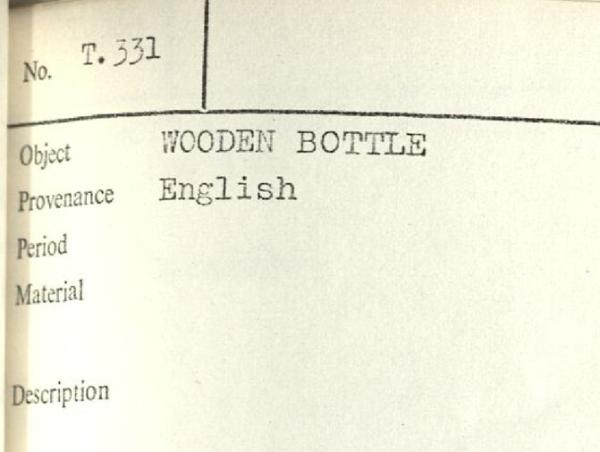 No. T.331
Object WOODEN BOTTLE
Provenance English
Period
Material
Description